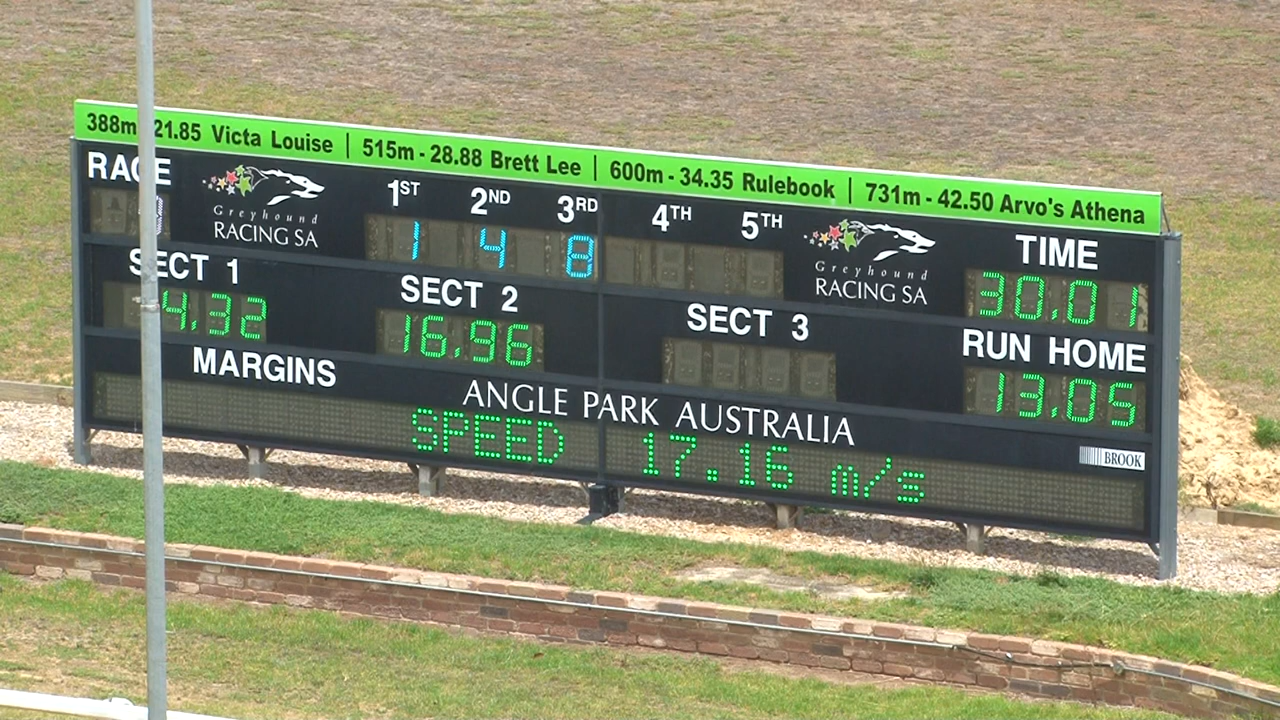 388m 21.85 Victa Louise | 515m - 28.88 Brett Lee | 600m - 34.35 Rulebook | 731m - 42.50 Arvo's Athena
RACE
Greyhound
RACING SA
1ST 2ND 3RD 4TH 5TH
1 4 8
Greyhound
RACING SA
TIME
30.01
SECT 1
4.32
SECT 2
16.96
SECT 3
RUN HOME
13.05
MARGINS
ANGLE PARK AUSTRALIA
SPEED 17.16 m/s
BROOK